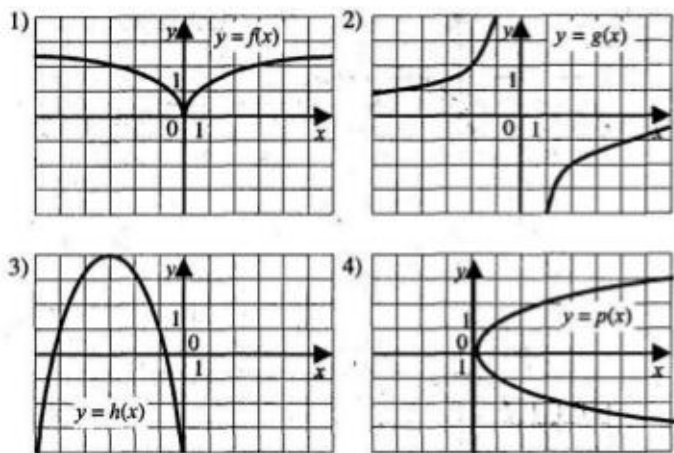 1)
y
y = f(x)
1
0
1
x
2)
y
y = g(x)
1
0
1
x
3)
y
1
0
1
x
y = h(x)
4)
y
1
0
1
x
y = p(x)